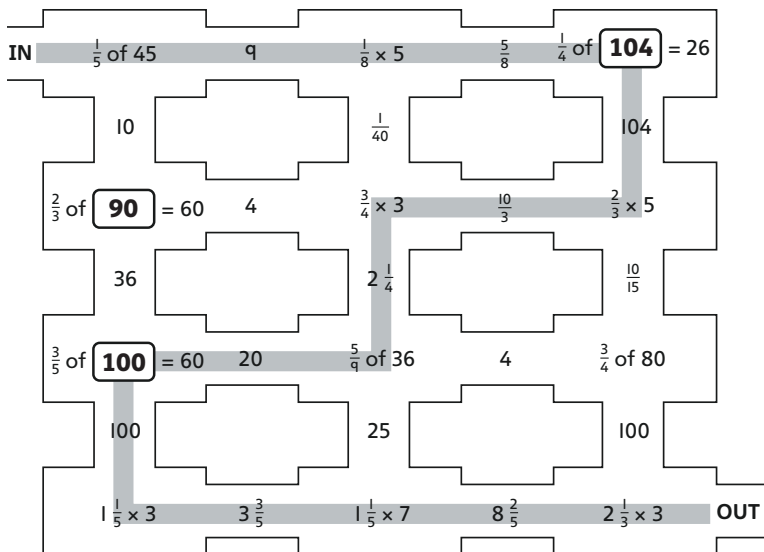 IN 1/5 of 45 9 1/8 × 5 5/8 1/4 of 104 = 26
10 1/40 104
2/3 of 90 = 60 4 3/4 × 3 10/3 2/3 × 5
36 2 1/4 10/15
3/5 of 100 = 60 20 5/9 of 36 4 3/4 of 80
100 25 100
1 1/5 × 3 3 3/5 1 1/5 × 7 8 2/5 2 1/3 × 3 OUT